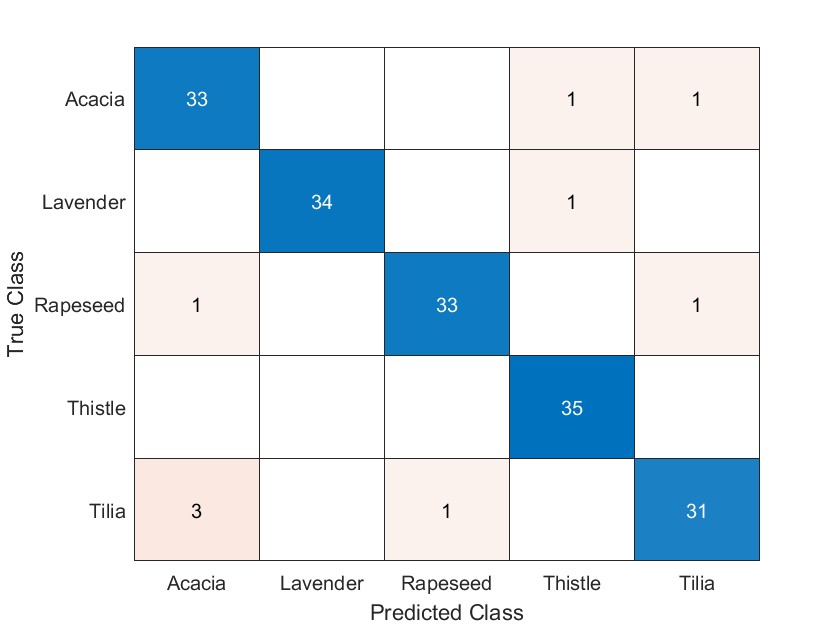 Acacia 33 1 1
Lavender 34 1
Rapeseed 1 33 1
Thistle 35
Tilia 3 1 31
Acacia Lavender Rapeseed Thistle Tilia
Predicted Class
True Class